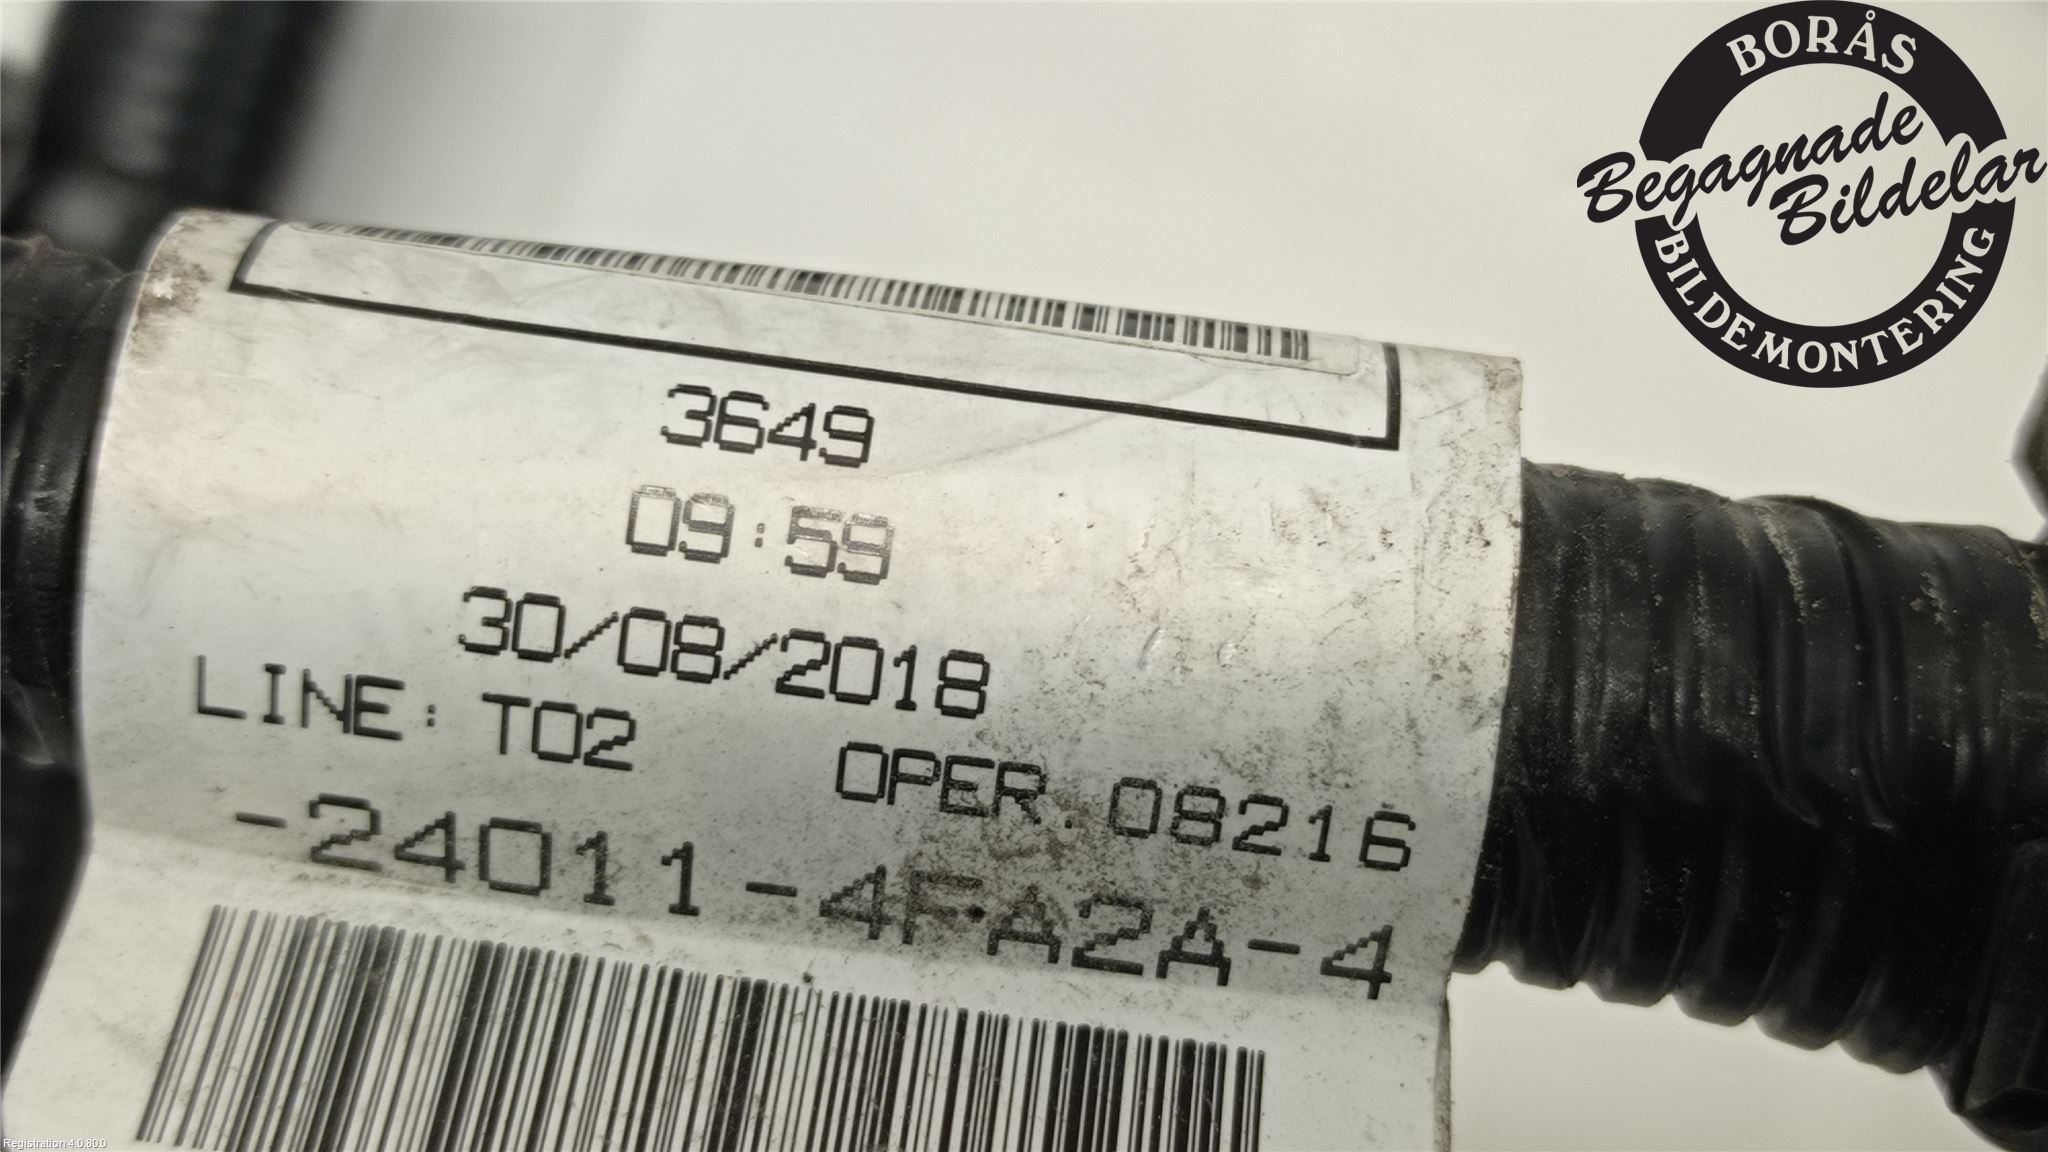 BORÅS
Begagnade
Bildelar
BILDEMONTERING
3649
09:59
30/08/2018
LINE: T02 OPER. 08216
-24011-4FA2A-4
Registration 4.0.80.0